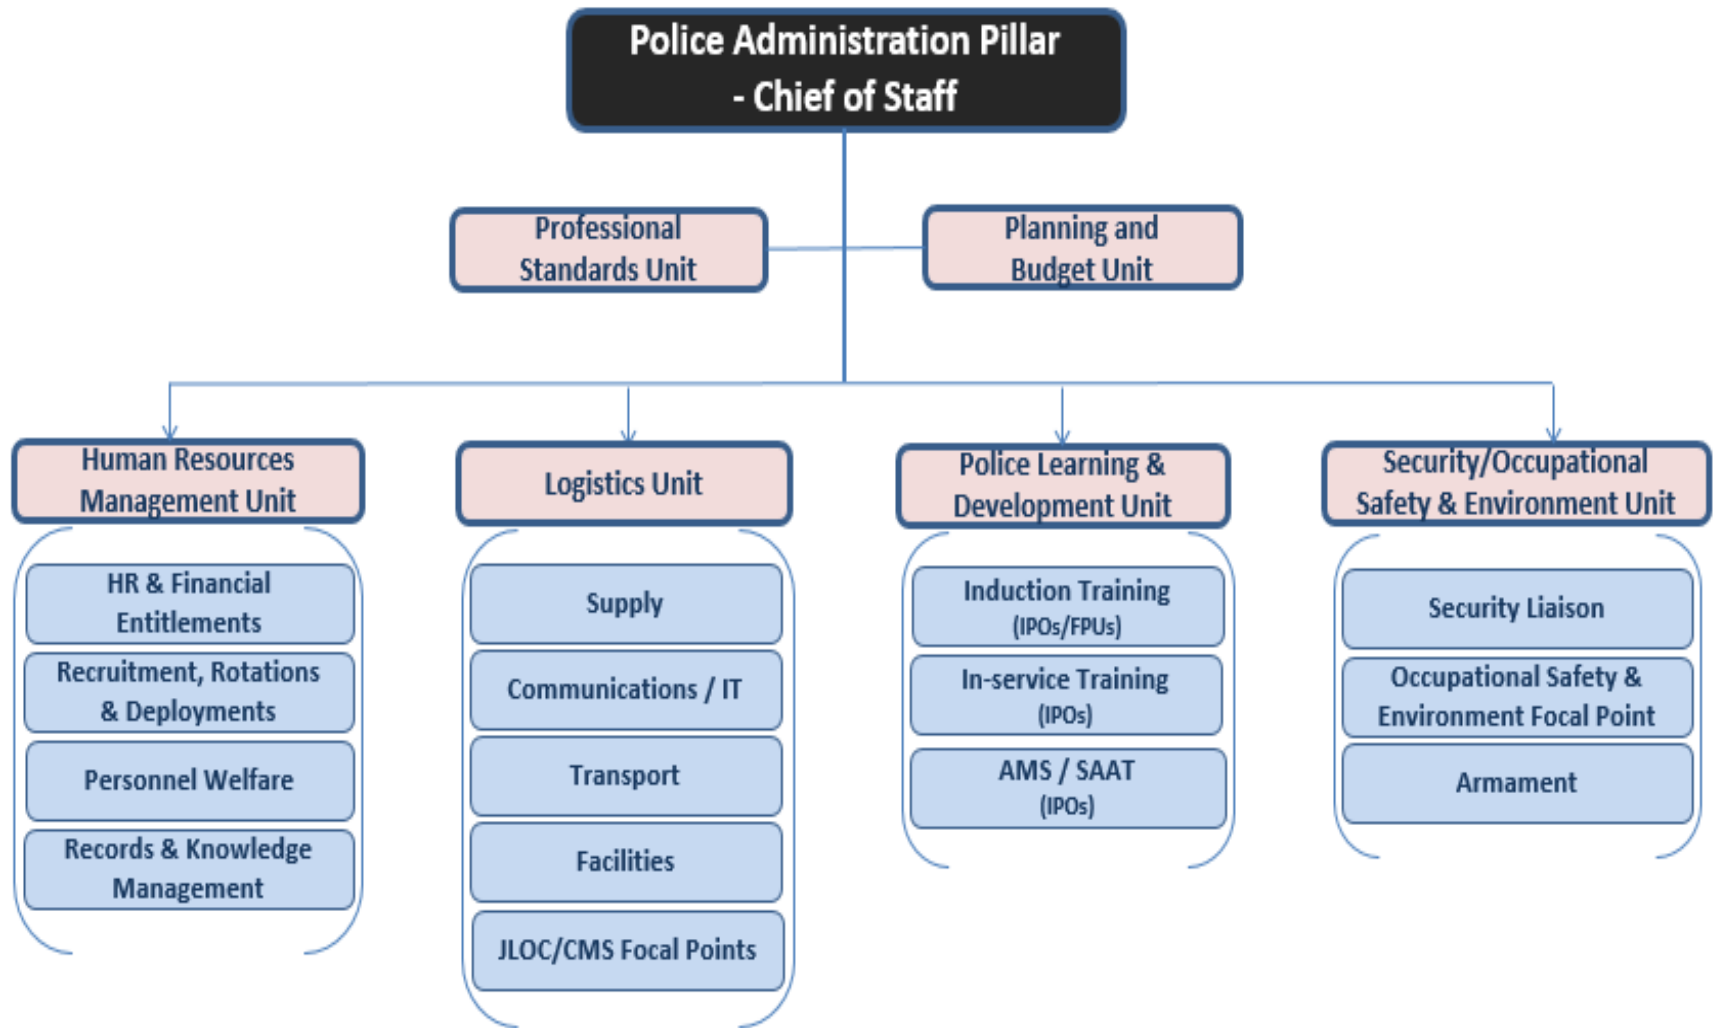 Police Administration Pillar
- Chief of Staff
Professional
Standards Unit
Planning and
Budget Unit
Human Resources
Management Unit
HR & Financial
Entitlements
Recruitment, Rotations
& Deployments
Personnel Welfare
Records & Knowledge
Management
Logistics Unit
Supply
Communications / IT
Transport
Facilities
JLOC/CMS Focal Points
Police Learning &
Development Unit
Induction Training
(IPOs/FPUs)
In-service Training
(IPOs)
AMS / SAAT
(IPOs)
Security/Occupational
Safety & Environment Unit
Security Liaison
Occupational Safety &
Environment Focal Point
Armament